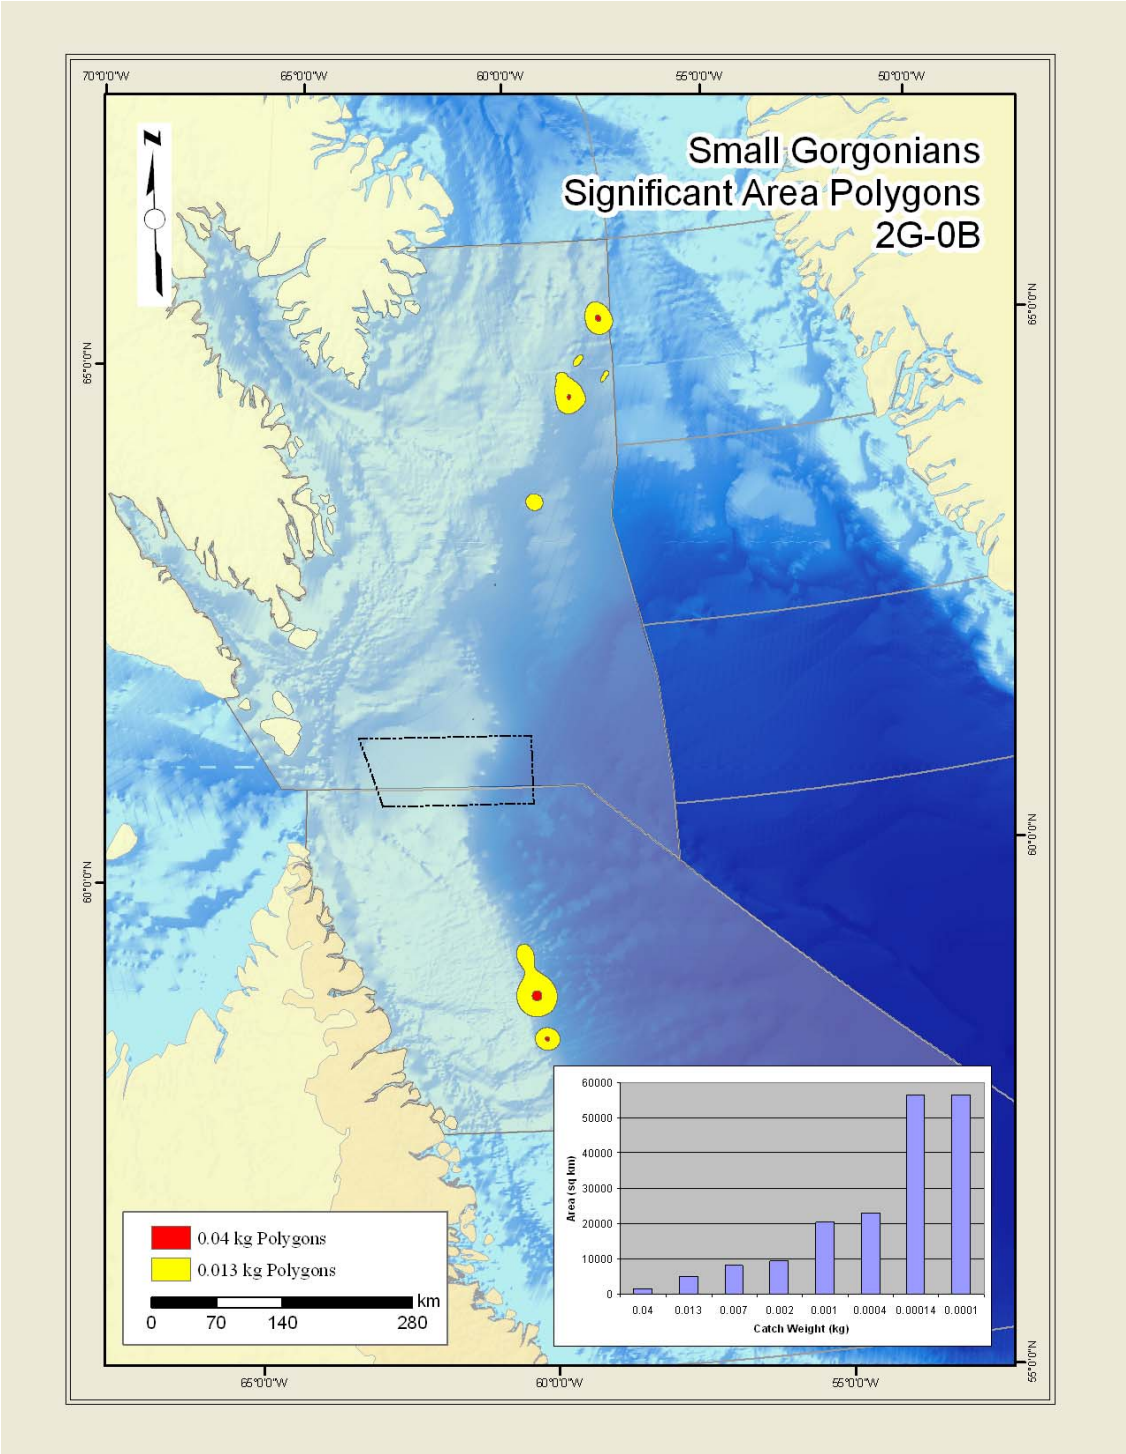 70°0'0"W 65°0'0"W 60°0'0"W 55°0'0"W 50°0'0"W
N
Small Gorgonians
Significant Area Polygons
2G-0B
65°0'0"N
65°0'0"N
60°0'0"N
60°0'0"N
55°0'0"N
0.04 kg Polygons
0.013 kg Polygons
km
0 70 140 280
Area (sq km)
60000
50000
40000
30000
20000
10000
0
0.04 0.013 0.007 0.002 0.001 0.0004 0.00014 0.0001
Catch Weight (kg)
65°0'0"W 60°0'0"W 55°0'0"W